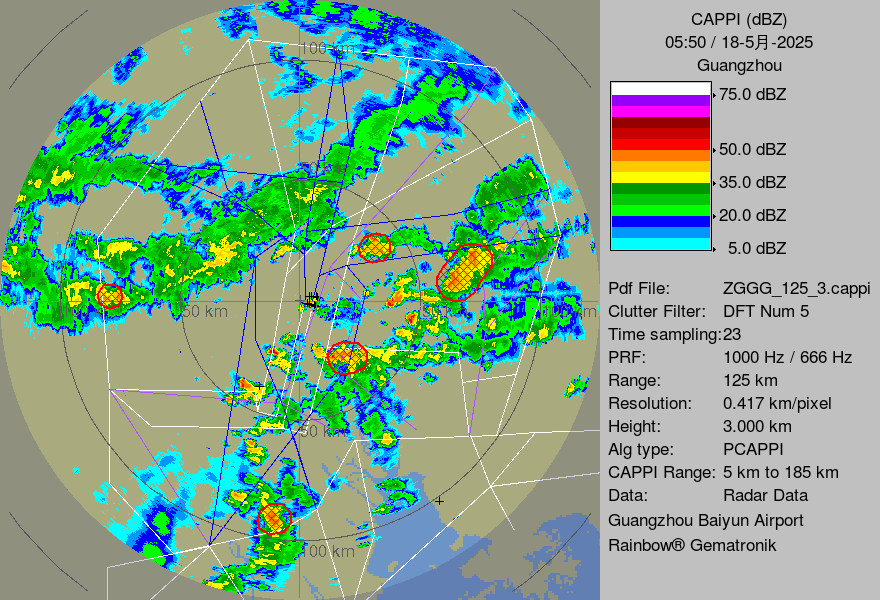 CAPPI (dBZ)
05:50 / 18-5月-2025
Guangzhou
75.0 dBZ
50.0 dBZ
35.0 dBZ
20.0 dBZ
5.0 dBZ
Pdf File: ZGGG_125_3.cappi
Clutter Filter: DFT Num 5
Time sampling:23
PRF: 1000 Hz / 666 Hz
Range: 125 km
Resolution: 0.417 km/pixel
Height: 3.000 km
Alg type: PCAPPI
CAPPI Range: 5 km to 185 km
Data: Radar Data
Guangzhou Baiyun Airport
Rainbow® Gematronik
100 km
50 km
50 km
100 km